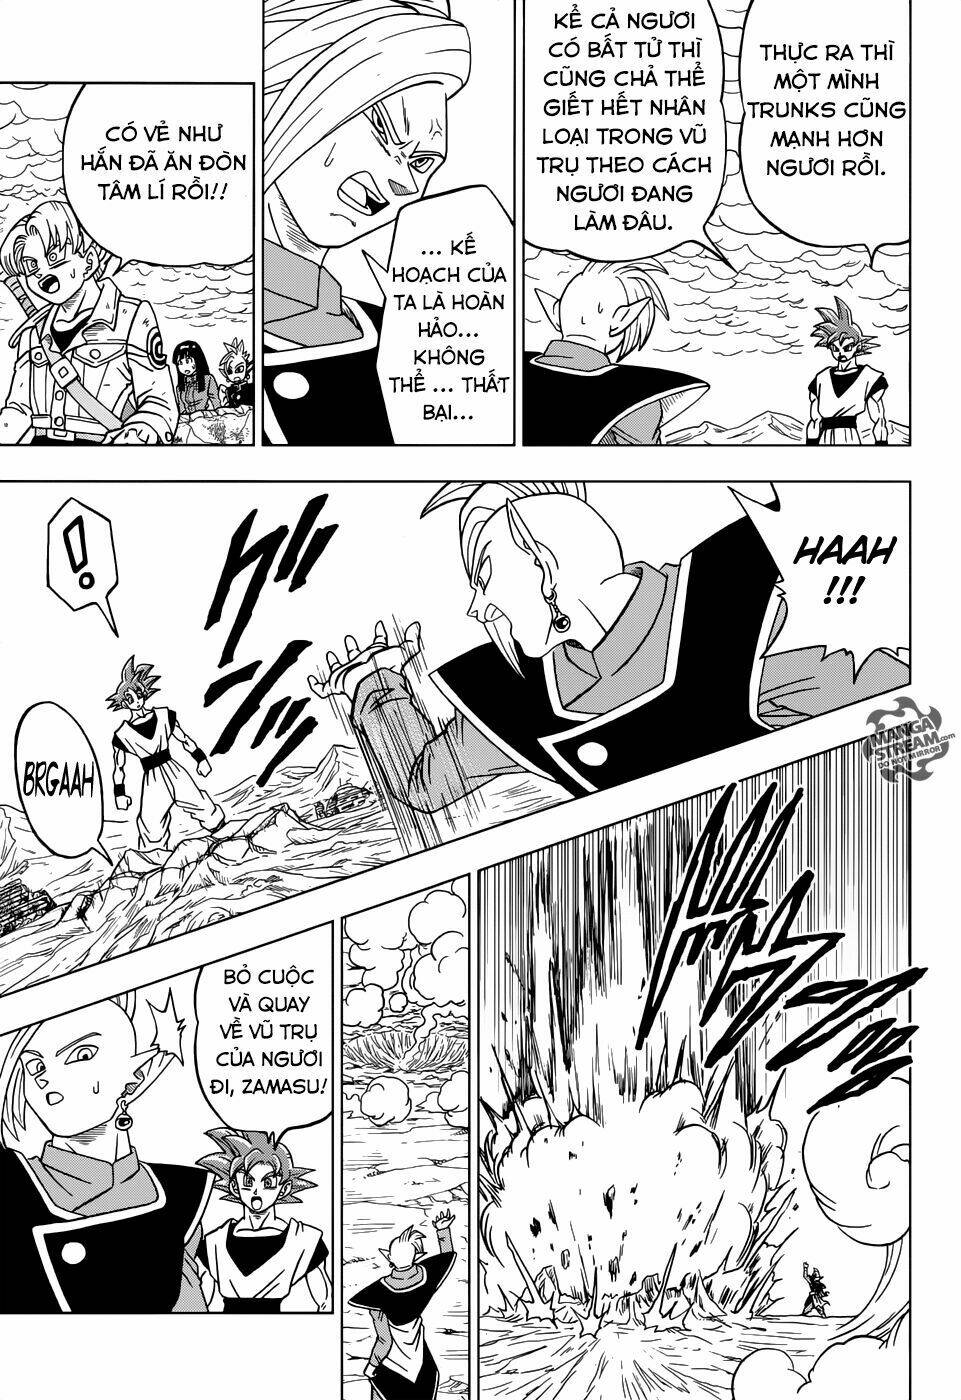 THỰC RA THÌ
MỘT MÌNH
TRUNKS CŨNG
MẠNH HƠN
NGƯƠI RỒI.
KỂ CẢ NGƯƠI
CÓ BẤT TỬ THÌ
CŨNG CHẢ THỂ
GIẾT HẾT NHÂN
LOẠI TRONG VŨ
TRỤ THEO CÁCH
NGƯƠI ĐANG
LÀM ĐÂU.
... KẾ
HOẠCH CỦA
TA LÀ HOÀN
HẢO...
KHÔNG
THỂ ... THẤT
BẠI...
CÓ VẺ NHƯ
HẮN ĐÃ ĂN ĐÒN
TÂM LÍ RỒI!!
HAAH
!!!
!
BRGAAH
MANGA
STREAM.com
DO NOT MIRROR!
BỎ CUỘC
VÀ QUAY
VỀ VŨ TRỤ
CỦA NGƯƠI
ĐI, ZAMASU!